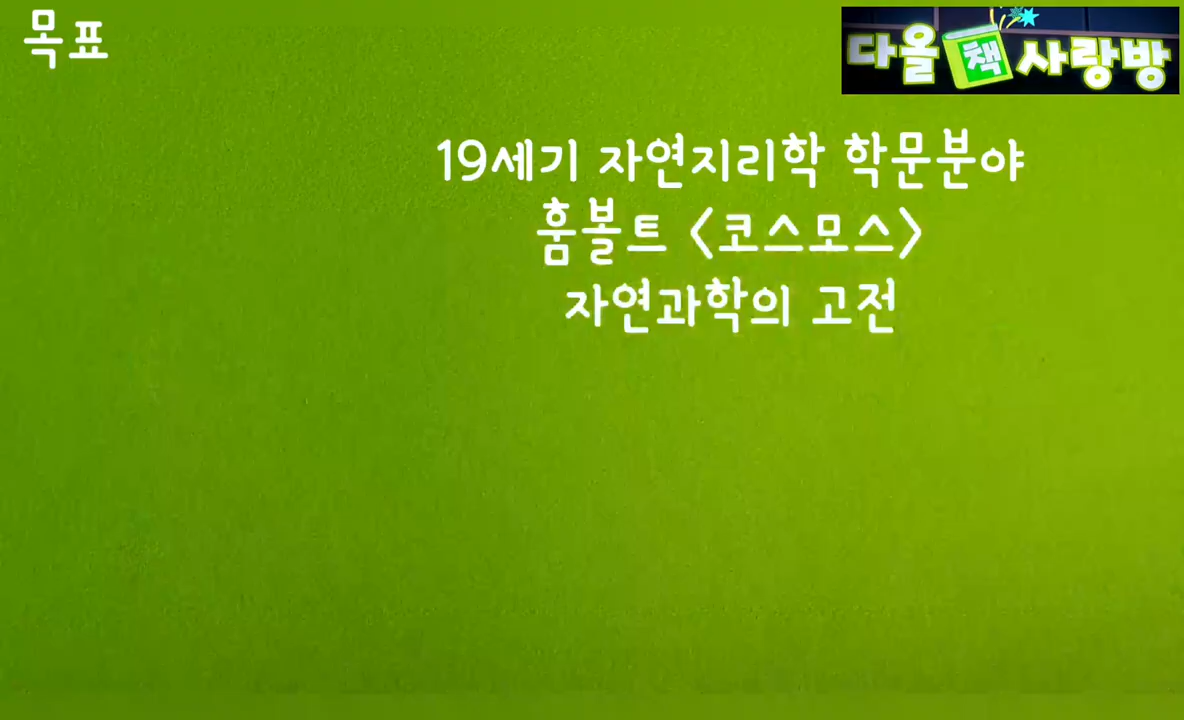 목표
다올 책 사랑방
19세기 자연지리학 학문분야
훔볼트 〈코스모스〉
자연과학의 고전